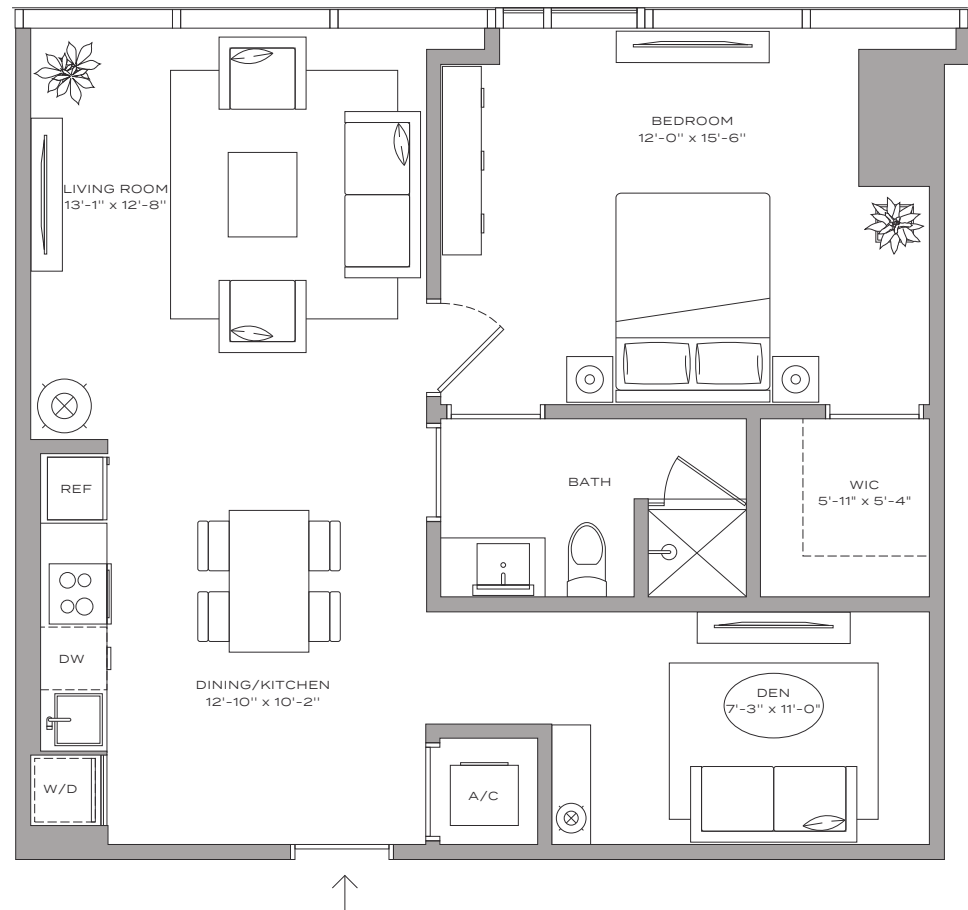 BEDROOM
12'-0" x 15'-6"
LIVING ROOM
13'-1" x 12'-8"
REF
BATH
WIC
5'-11" x 5'-4"
DW
DINING/KITCHEN
12'-10" x 10'-2"
DEN
7'-3" x 11'-0"
W/D
A/C